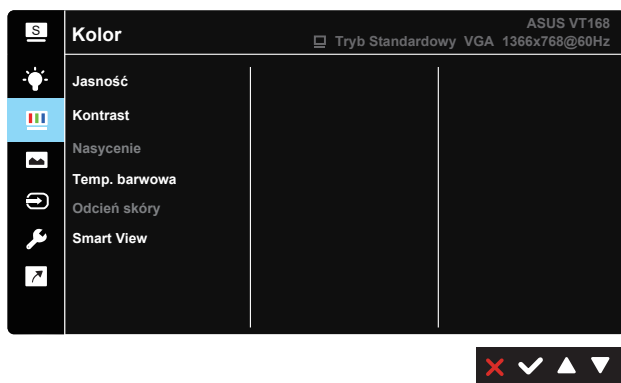 S
Kolor
ASUS VT168
Tryb Standardowy VGA 1366x768@60Hz
Jasność
Kontrast
Nasycenie
Temp. barwowa
Odcień skóry
Smart View